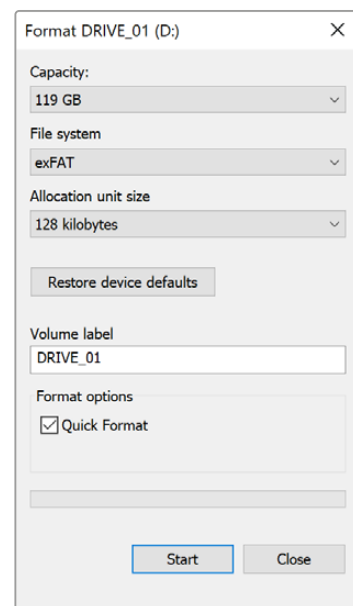 Format DRIVE_01 (D:)
Capacity:
119 GB
File system
exFAT
Allocation unit size
128 kilobytes
Restore device defaults
Volume label
DRIVE_01
Format options
Quick Format
Start Close